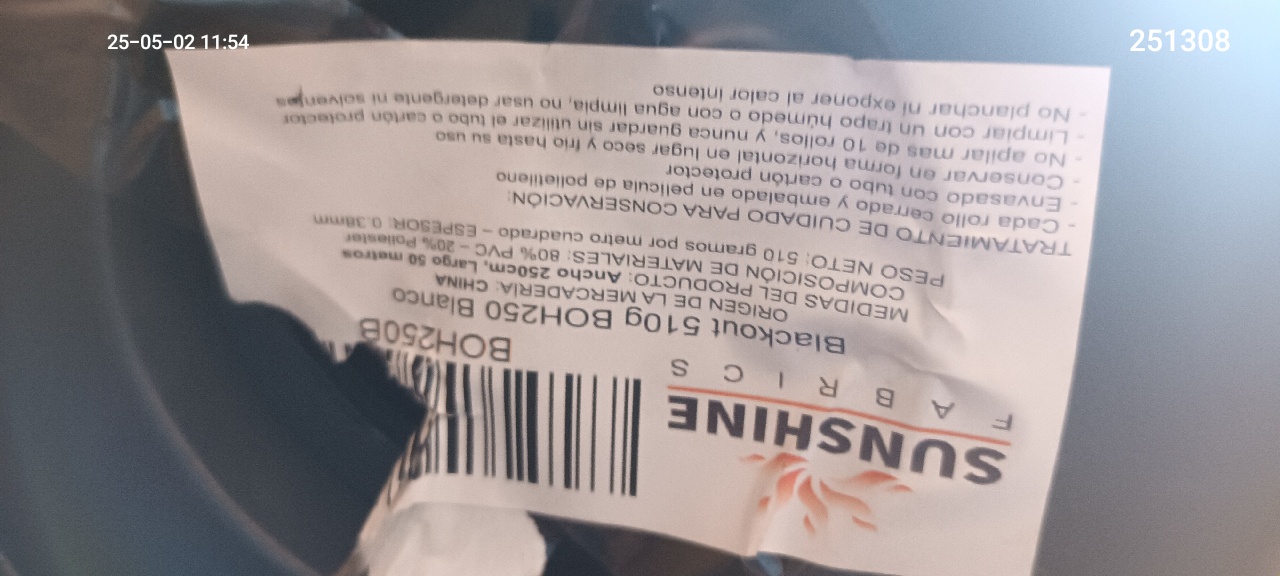 25-05-02 11:54
251308
SUNSHINE
FABRICS
BOH250B
Blackout 510g BOH250 Blanco
ORIGEN DE LA MERCADERÍA: CHINA
MEDIDAS DEL PRODUCTO: Ancho 250cm, Largo 50 metros
COMPOSICIÓN DE MATERIALES: 80% PVC – 20% Poliester
PESO NETO: 510 gramos por metro cuadrado – ESPESOR: 0.38mm
TRATAMIENTO DE CUIDADO PARA CONSERVACIÓN:
- Cada rollo cerrado y embalado en película de polietileno
- Envasado con tubo o cartón protector
- Conservar en forma horizontal en lugar seco y frío hasta su uso
- No apilar mas de 10 rollos, y nunca guardar sin utilizar el tubo o cartón protector
- Limpiar con un trapo húmedo o con agua limpia, no usar detergente ni solventes
- No planchar ni exponer al calor intenso